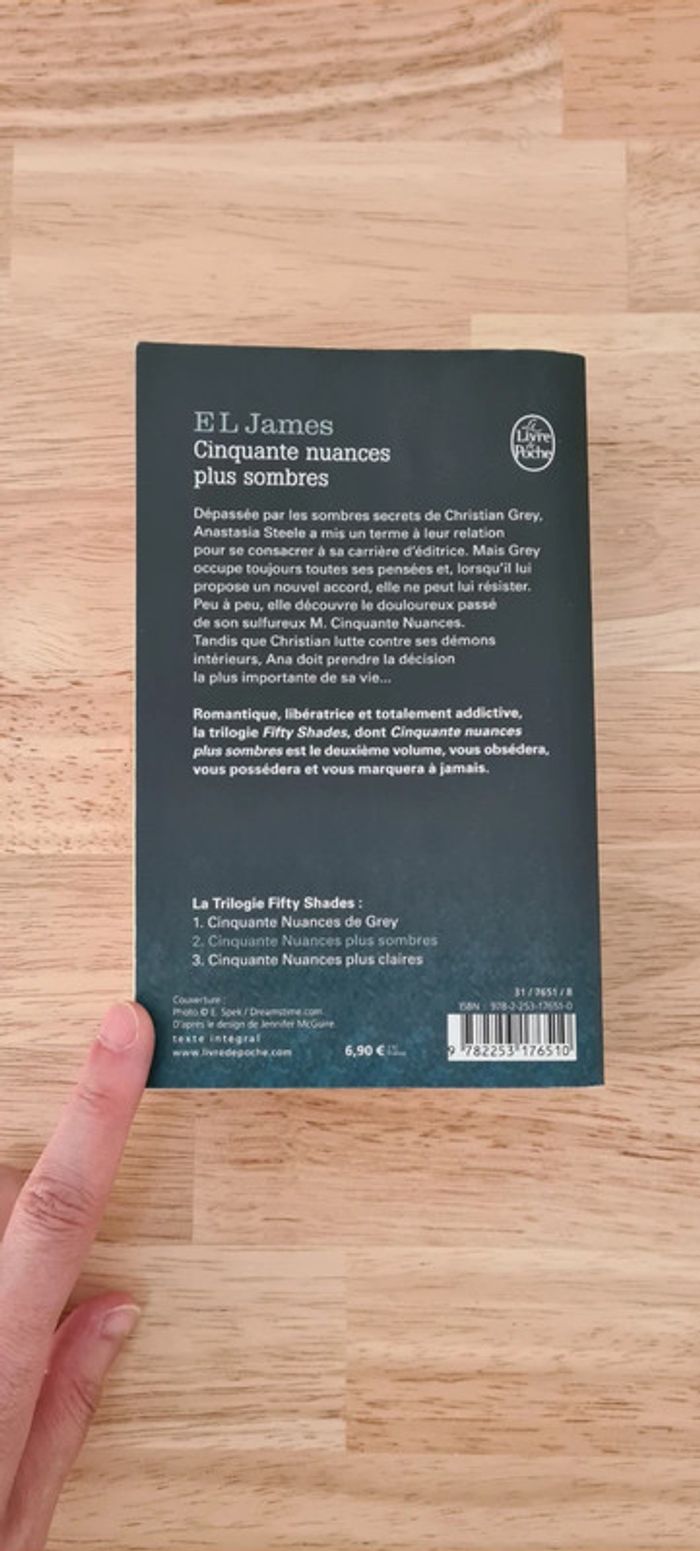 E L James
Cinquante nuances
plus sombres
Le
Livre
de
Poche
Dépassée par les sombres secrets de Christian Grey,
Anastasia Steele a mis un terme à leur relation
pour se consacrer à sa carrière d'éditrice. Mais Grey
occupe toujours toutes ses pensées et, lorsqu'il lui
propose un nouvel accord, elle ne peut lui résister.
Peu à peu, elle découvre le douloureux passé
de son sulfureux M. Cinquante Nuances.
Tandis que Christian lutte contre ses démons
intérieurs, Ana doit prendre la décision
la plus importante de sa vie...
Romantique, libératrice et totalement addictive,
la trilogie Fifty Shades, dont Cinquante nuances
plus sombres est le deuxième volume, vous obsédera,
vous possédera et vous marquera à jamais.
La Trilogie Fifty Shades :
1. Cinquante Nuances de Grey
2. Cinquante Nuances plus sombres
3. Cinquante Nuances plus claires
Couverture :
Photo © E. Spek / Dreamstime.com.
D'après le design de Jennifer McGuire.
texte intégral
www.livredepoche.com
6,90 €
31 / 7651 / 8
ISBN : 978-2-253-17651-0
9 782253 176510